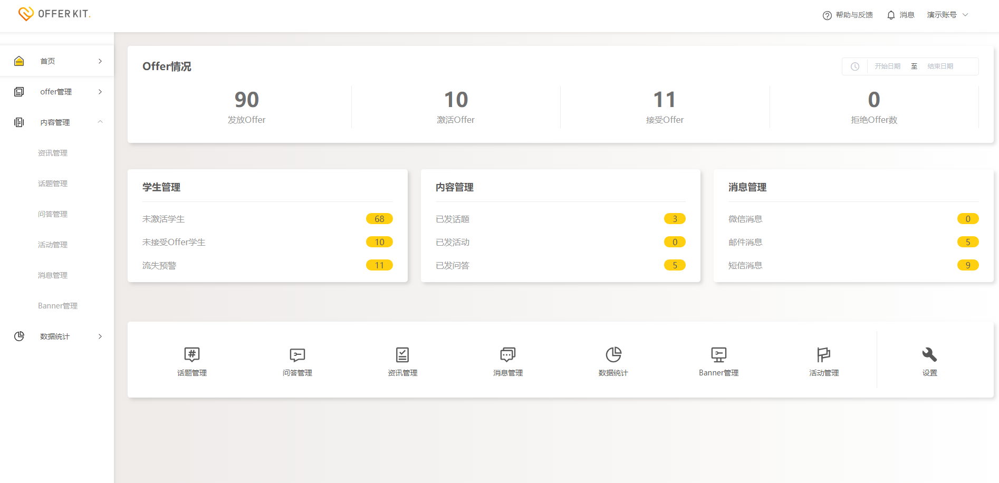 OFFER KIT.
帮助与反馈 消息 演示账号
首页
offer管理
内容管理
资讯管理
话题管理
问答管理
活动管理
消息管理
Banner管理
数据统计
Offer情况
开始日期 至 结束日期
90 10 11 0
发放Offer 激活Offer 接受Offer 拒绝Offer数
学生管理
未激活学生 68
未接受Offer学生 10
流失预警 11
内容管理
已发话题 3
已发活动 0
已发问答 5
消息管理
微信消息 0
邮件消息 5
短信消息 9
话题管理 问答管理 资讯管理 消息管理 数据统计 Banner管理 活动管理 设置